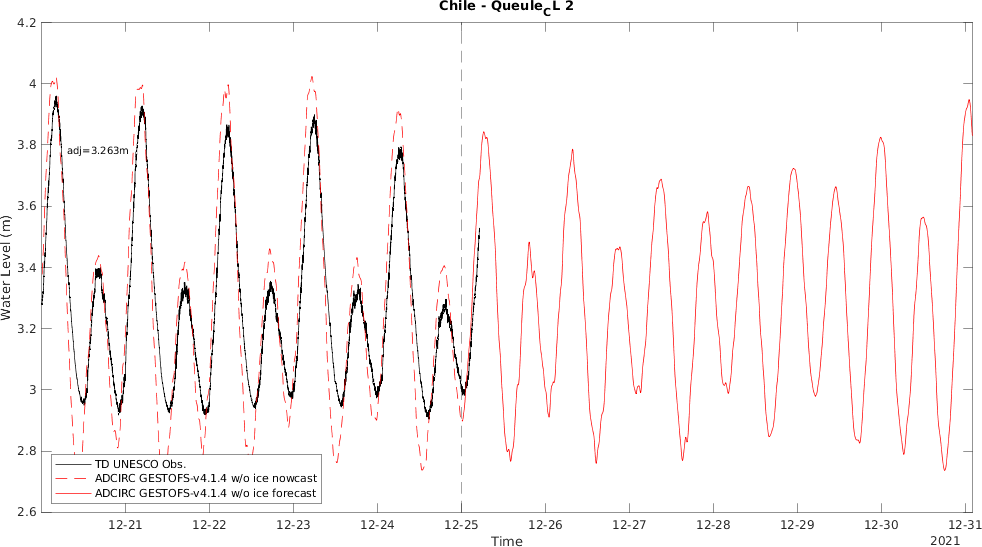 Chile - Queule_CL 2
Water Level (m)
4.2
4
3.8
3.6
3.4
3.2
3
2.8
2.6
adj=3.263m
TD UNESCO Obs.
ADCIRC GESTOFS-v4.1.4 w/o ice nowcast
ADCIRC GESTOFS-v4.1.4 w/o ice forecast
12-21 12-22 12-23 12-24 12-25 12-26 12-27 12-28 12-29 12-30 12-31
Time
2021